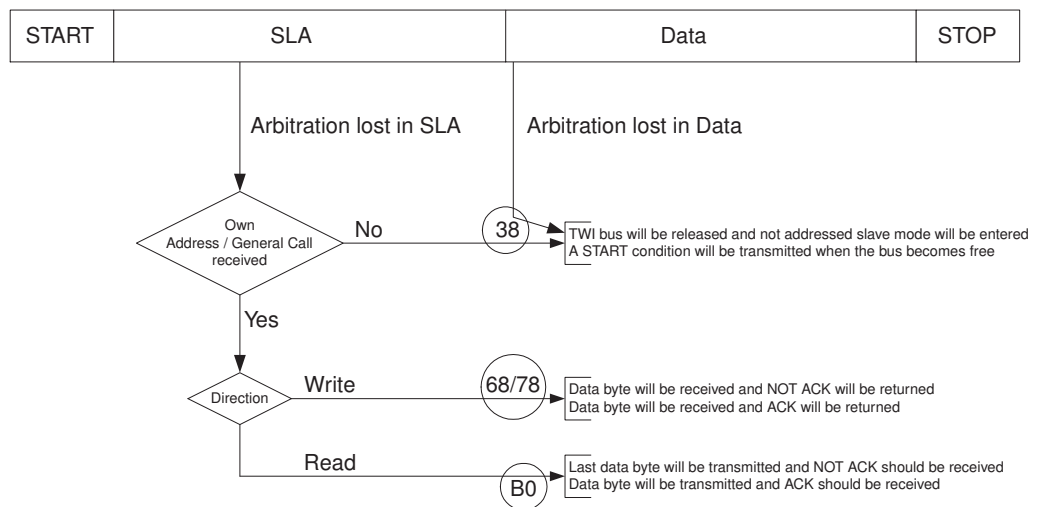 START SLA Data STOP
Arbitration lost in SLA Arbitration lost in Data
Own
Address / General Call
received
No
38
TWI bus will be released and not addressed slave mode will be entered
A START condition will be transmitted when the bus becomes free
Yes
Direction
Write
68/78
Data byte will be received and NOT ACK will be returned
Data byte will be received and ACK will be returned
Read
B0
Last data byte will be transmitted and NOT ACK should be received
Data byte will be transmitted and ACK should be received